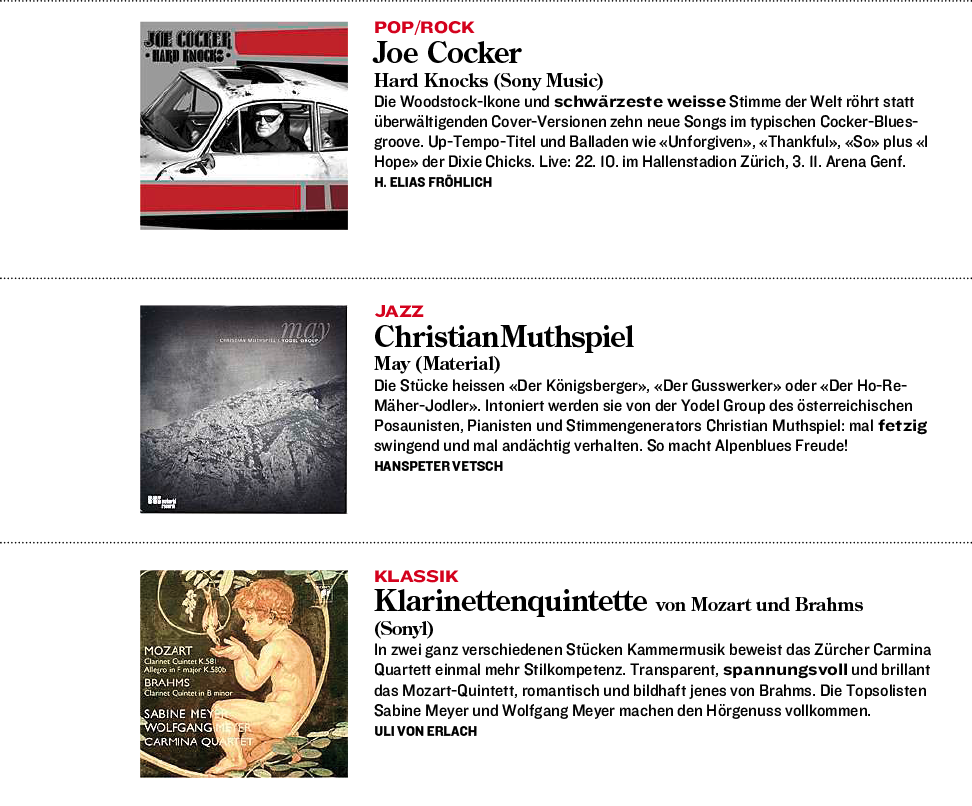 POP/ROCK
JOE COCKER
• HARD KNOCKS •
Joe Cocker
Hard Knocks (Sony Music)
Die Woodstock-Ikone und schwärzeste weisse Stimme der Welt röhrt statt
überwältigenden Cover-Versionen zehn neue Songs im typischen Cocker-Blues-
groove. Up-Tempo-Titel und Balladen wie «Unforgiven», «Thankful», «So» plus «I
Hope» der Dixie Chicks. Live: 22. 10. im Hallenstadion Zürich, 3. 11. Arena Genf.
H. ELIAS FRÖHLICH
JAZZ
may
CHRISTIAN MUTHSPIEL | YODEL GROUP
Christian Muthspiel
May (Material)
Die Stücke heissen «Der Königsberger», «Der Gusswerker» oder «Der Ho-Re-
Mäher-Jodler». Intoniert werden sie von der Yodel Group des österreichischen
Posaunisten, Pianisten und Stimmengenerators Christian Muthspiel: mal fetzig
swingend und mal andächtig verhalten. So macht Alpenblues Freude!
HANSPETER VETSCH
KLASSIK
Klarinettenquintette von Mozart und Brahms
(Sonyl)
In zwei ganz verschiedenen Stücken Kammermusik beweist das Zürcher Carmina
Quartett einmal mehr Stilkompetenz. Transparent, spannungsvoll und brillant
das Mozart-Quintett, romantisch und bildhaft jenes von Brahms. Die Topsolisten
Sabine Meyer und Wolfgang Meyer machen den Hörgenuss vollkommen.
ULI VON ERLACH
MOZART
Clarinet Quintet K.581
Allegro in F major K.580b
BRAHMS
Clarinet Quintet in B minor
SABINE MEYER
WOLFGANG MEYER
CARMINA QUARTET